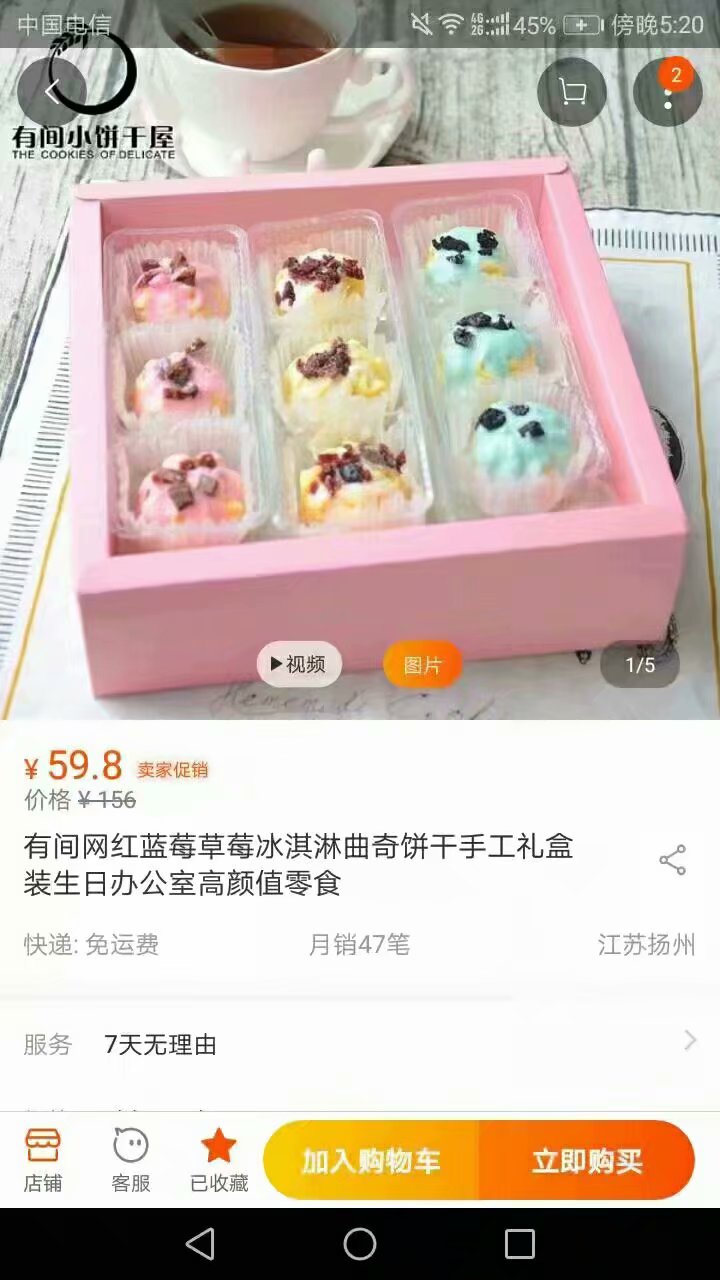 中国电信
4G
2G
45%
傍晚5:20
2
有间小饼干屋
THE COOKIES OF DELICATE
视频
图片
1/5
¥ 59.8 卖家促销
价格 ¥ 156
有间网红蓝莓草莓冰淇淋曲奇饼干手工礼盒
装生日办公室高颜值零食
快递: 免运费
月销47笔
江苏扬州
服务 7天无理由
店铺
客服
已收藏
加入购物车
立即购买